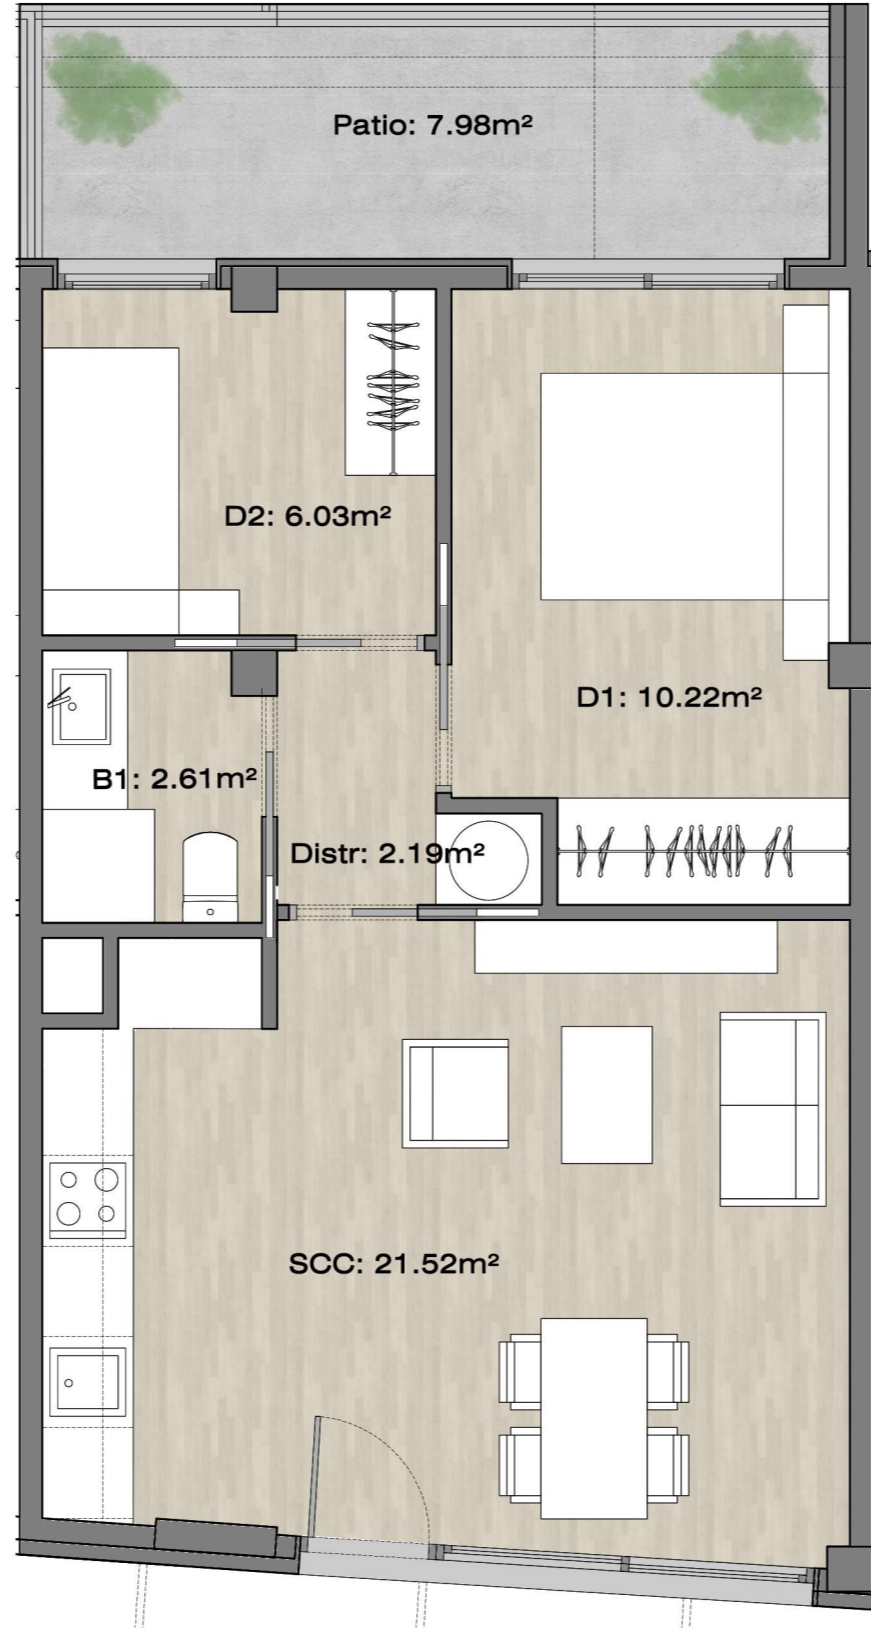 Patio: 7.98m²
D2: 6.03m²
D1: 10.22m²
B1: 2.61m²
Distr: 2.19m²
SCC: 21.52m²